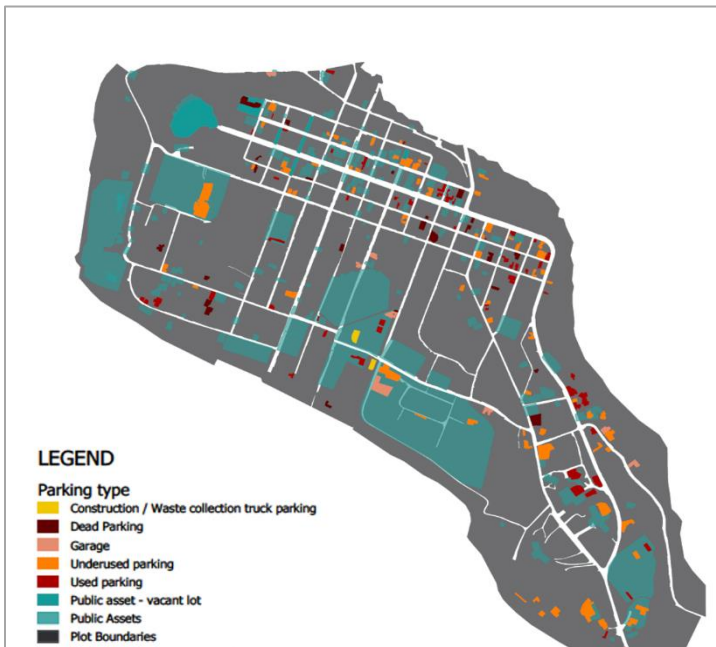 LEGEND
Parking type
Construction / Waste collection truck parking
Dead Parking
Garage
Underused parking
Used parking
Public asset - vacant lot
Public Assets
Plot Boundaries